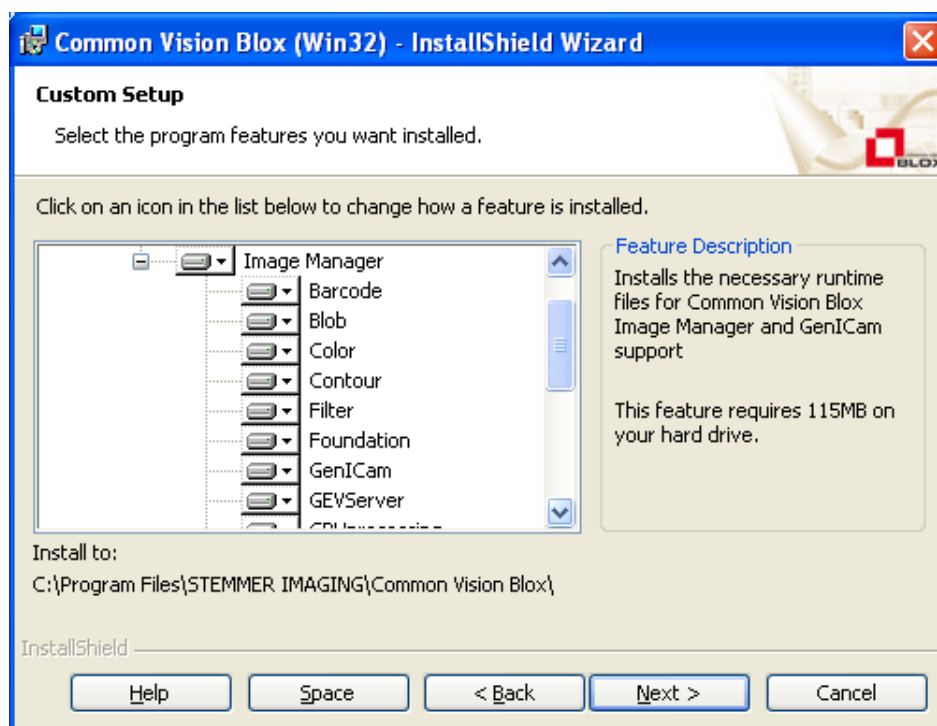 Common Vision Blox (Win32) - InstallShield Wizard
Custom Setup
Select the program features you want installed.
BLOX
Click on an icon in the list below to change how a feature is installed.
Image Manager
Barcode
Blob
Color
Contour
Filter
Foundation
GenICam
GEVServer
Feature Description
Installs the necessary runtime
files for Common Vision Blox
Image Manager and GenICam
support
This feature requires 115MB on
your hard drive.
Install to:
C:\Program Files\STEMMER IMAGING\Common Vision Blox\
InstallShield
Help
Space
< Back
Next >
Cancel